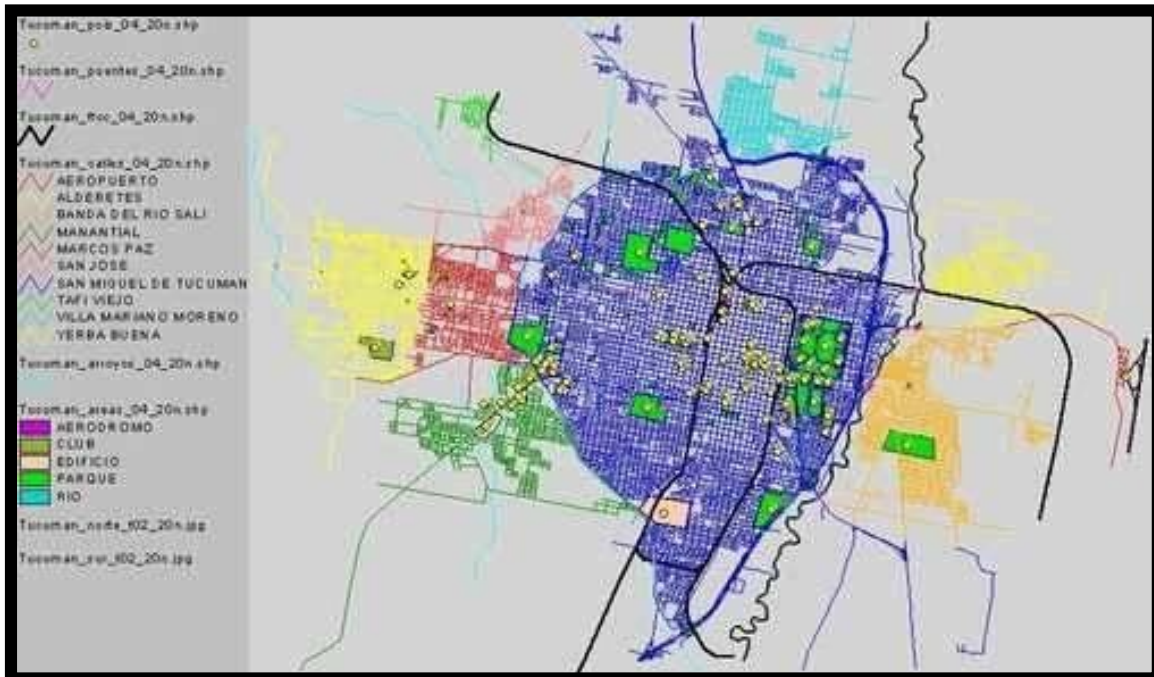 Tucuman_pob_04_20n.shp
Tucuman_puentes_04_20n.shp
Tucuman_ffcc_04_20n.shp
Tucuman_calles_04_20n.shp
AEROPUERTO
ALDERETES
BANDA DEL RIO SALI
MANANTIAL
MARCOS PAZ
SAN JOSE
SAN MIGUEL DE TUCUMAN
TAFI VIEJO
VILLA MARIANO MORENO
YERBA BUENA
Tucuman_arroyos_04_20n.shp
Tucuman_areas_04_20n.shp
AERODROMO
CLUB
EDIFICIO
PARQUE
RIO
Tucuman_norte_t02_20n.jpg
Tucuman_sur_t02_20n.jpg